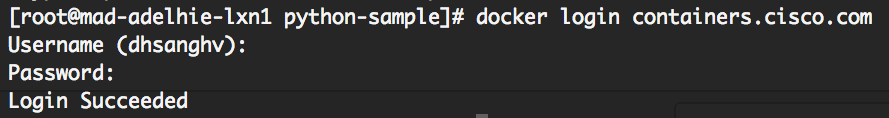 [root@mad-adelhie-lxn1 python-sample]# docker login containers.cisco.com
Username (dhsanghv):
Password:
Login Succeeded